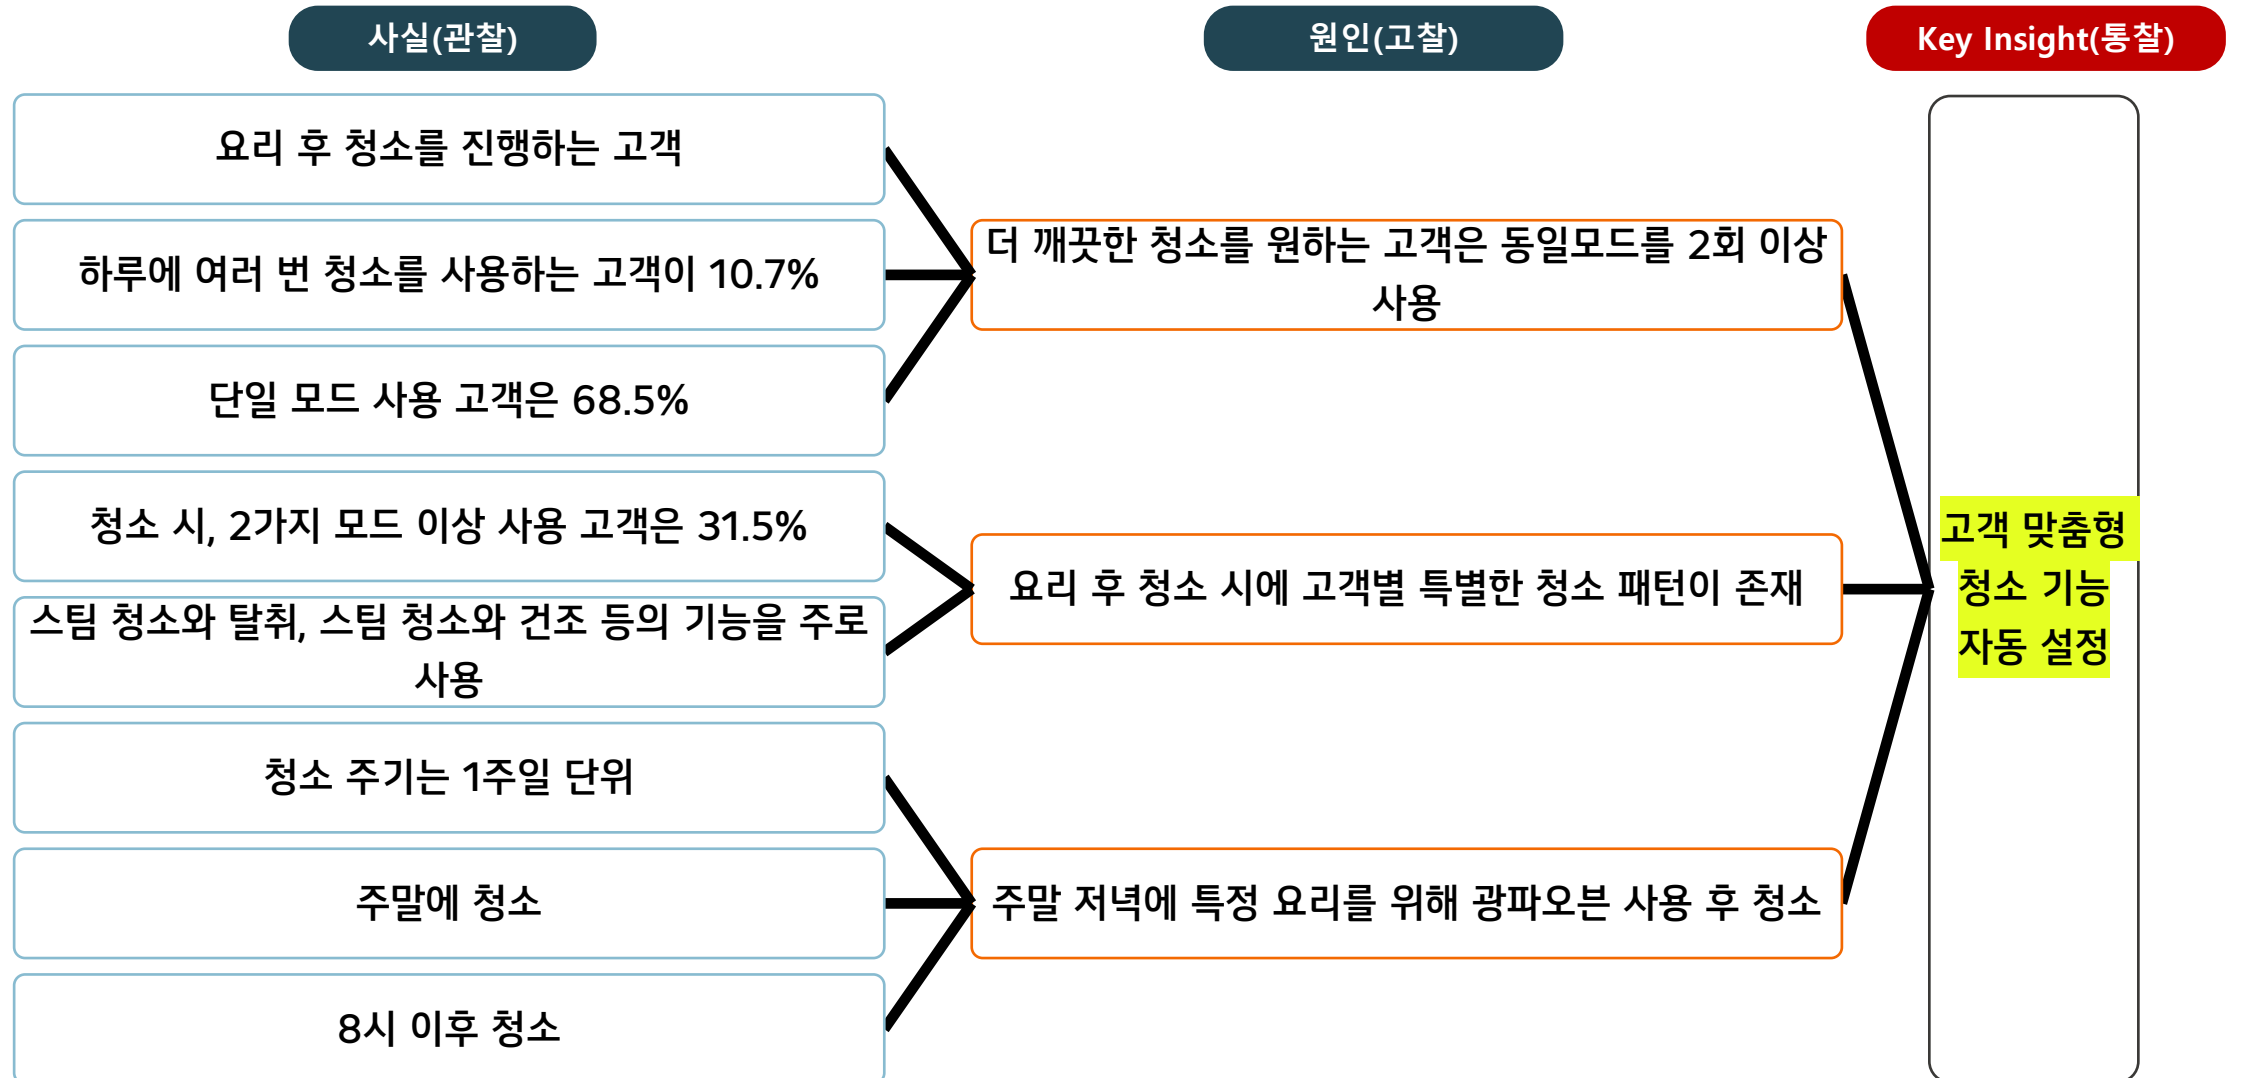 사실(관찰)
원인(고찰)
Key Insight(통찰)
요리 후 청소를 진행하는 고객
하루에 여러 번 청소를 사용하는 고객이 10.7%
단일 모드 사용 고객은 68.5%
청소 시, 2가지 모드 이상 사용 고객은 31.5%
스팀 청소와 탈취, 스팀 청소와 건조 등의 기능을 주로
사용
청소 주기는 1주일 단위
주말에 청소
8시 이후 청소
더 깨끗한 청소를 원하는 고객은 동일모드를 2회 이상
사용
요리 후 청소 시에 고객별 특별한 청소 패턴이 존재
주말 저녁에 특정 요리를 위해 광파오븐 사용 후 청소
고객 맞춤형
청소 기능
자동 설정